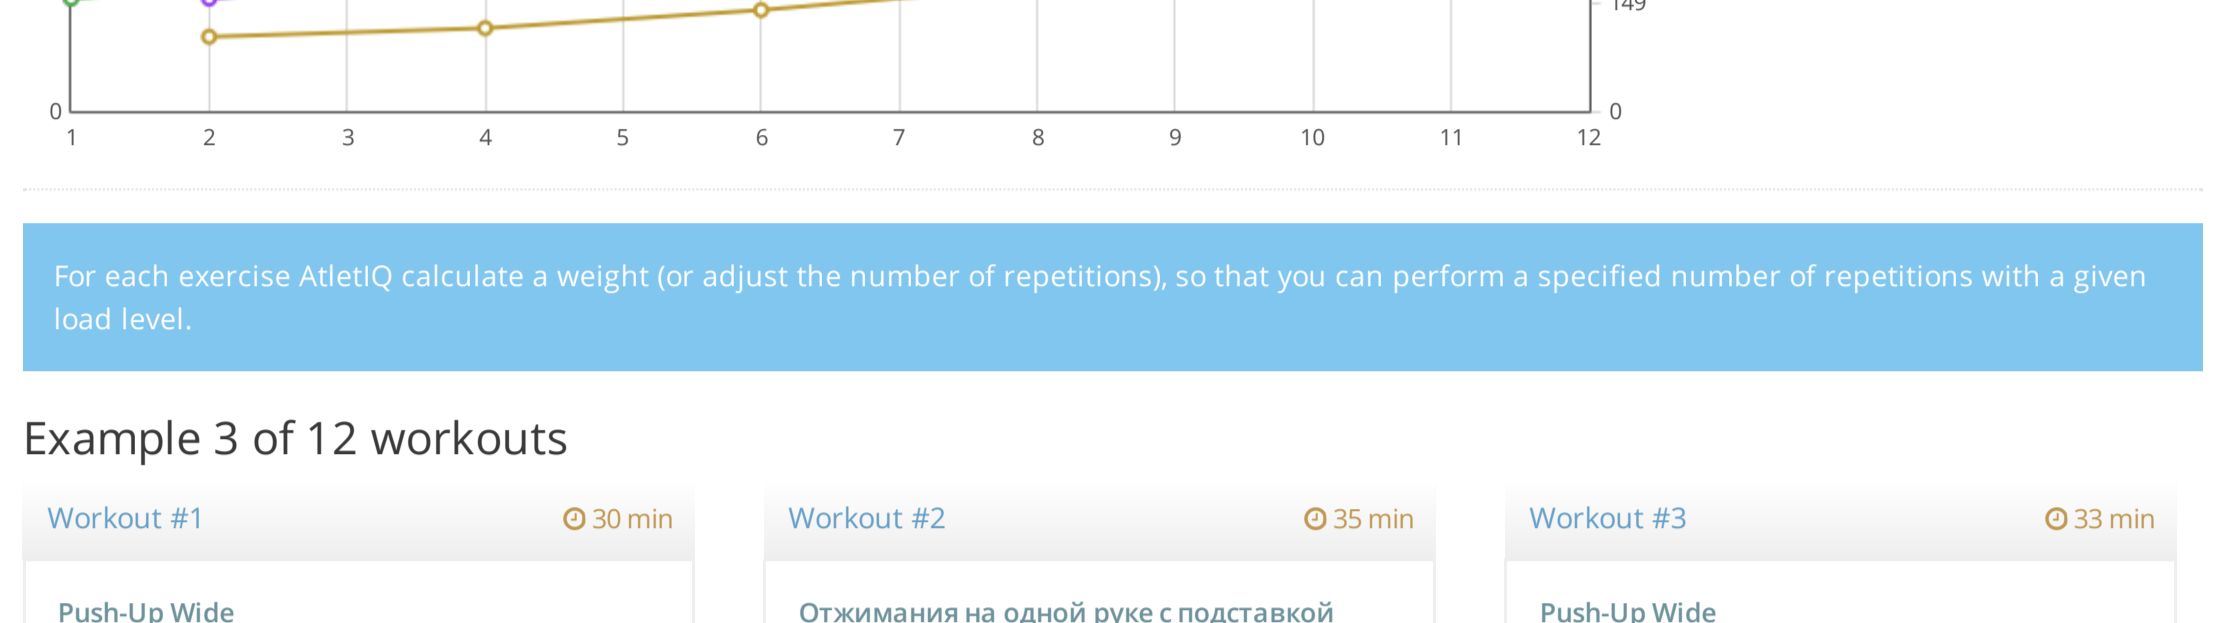 149
0
0
1 2 3 4 5 6 7 8 9 10 11 12
For each exercise AtletIQ calculate a weight (or adjust the number of repetitions), so that you can perform a specified number of repetitions with a given
load level.
Example 3 of 12 workouts
Workout #1 30 min
Workout #2 35 min
Workout #3 33 min
Push-Up Wide
Отжимания на одной руке с подставкой
Push-Up Wide